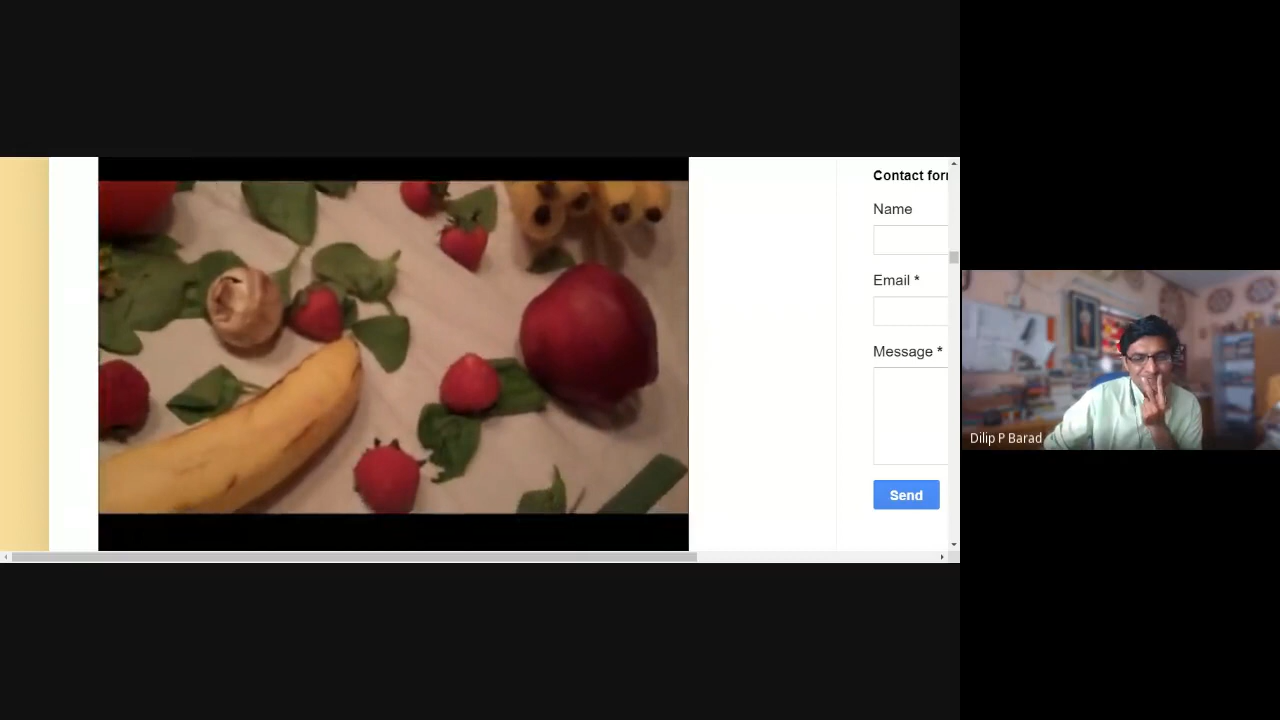 Contact for
Name
Email *
Message *
Send
Dilip P Barad